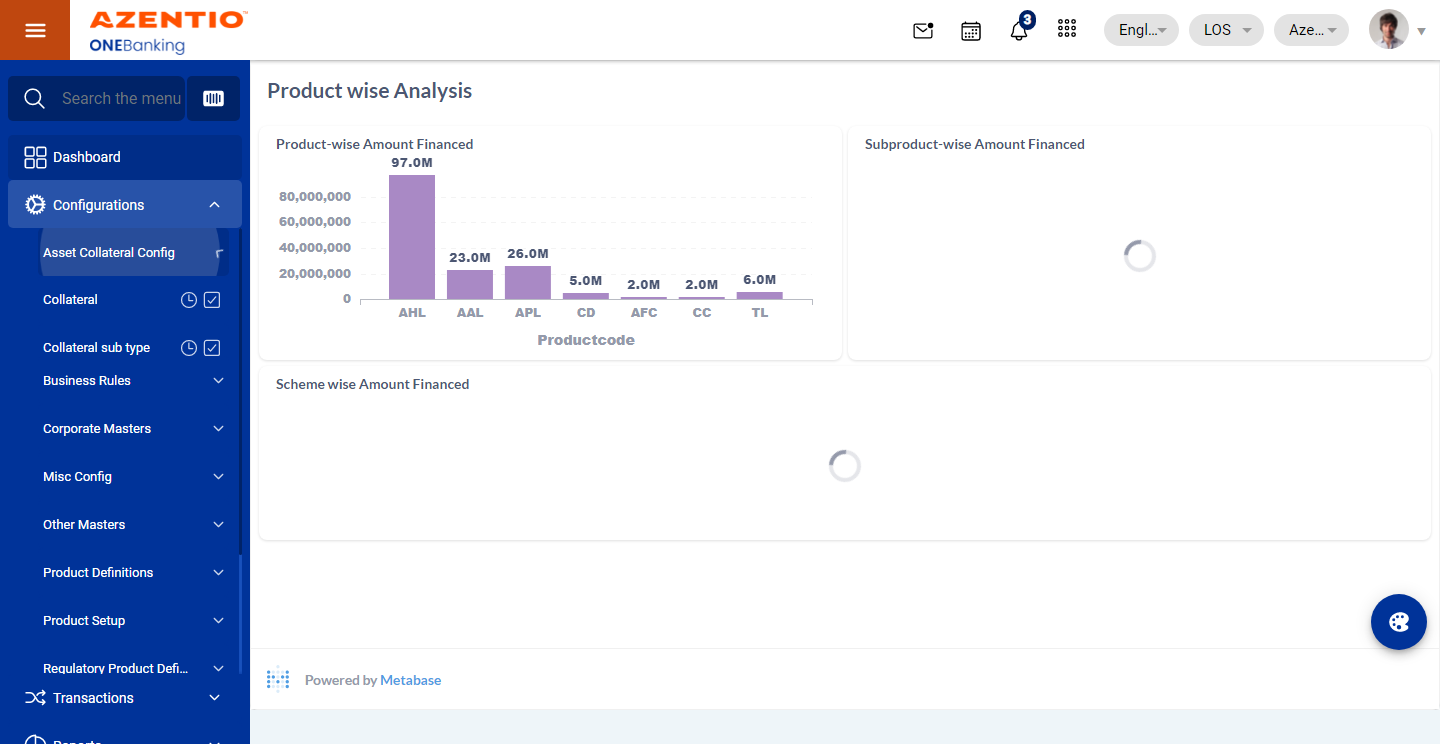 AZENTIO™
ONEBanking
3
Engl...
LOS
Aze...
Search the menu
Dashboard
Configurations
Asset Collateral Config
Collateral
Collateral sub type
Business Rules
Corporate Masters
Misc Config
Other Masters
Product Definitions
Product Setup
Regulatory Product Defi...
Transactions
Reports
Product wise Analysis
Product-wise Amount Financed
97.0M
80,000,000
60,000,000
40,000,000
20,000,000
0
23.0M
26.0M
5.0M
2.0M
2.0M
6.0M
AHL AAL APL CD AFC CC TL
Productcode
Subproduct-wise Amount Financed
Scheme wise Amount Financed
Powered by Metabase